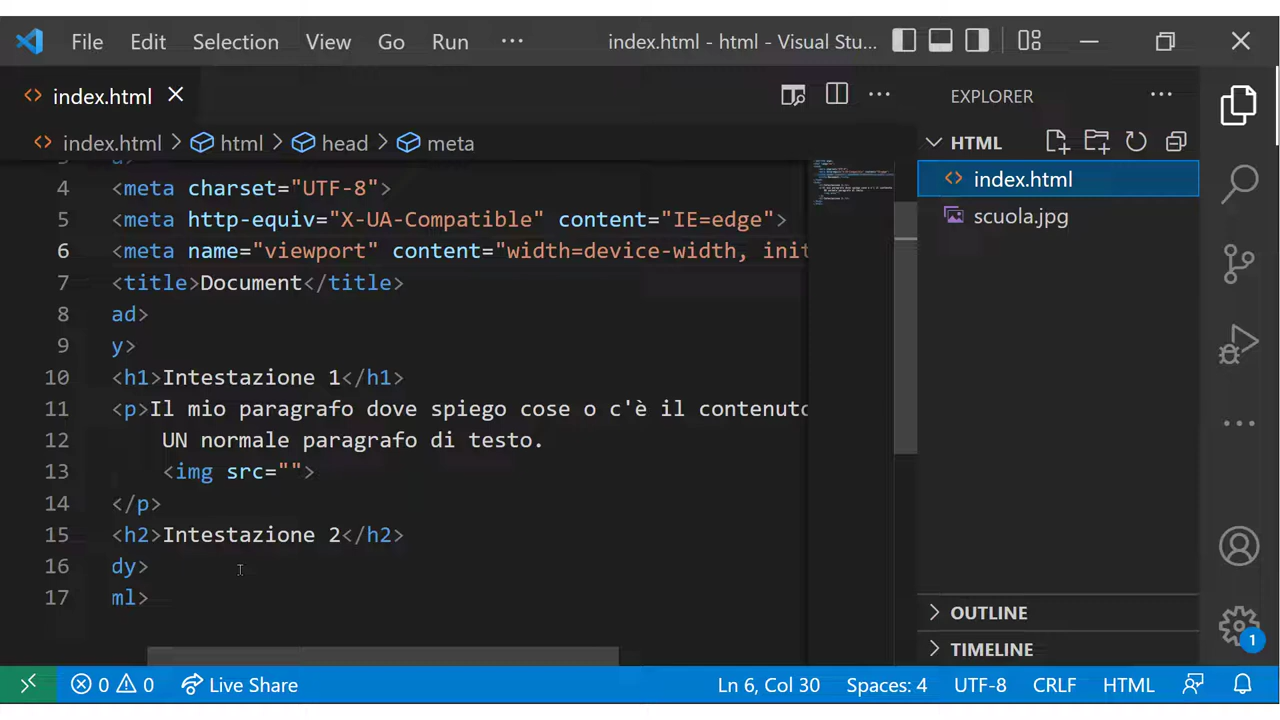 File Edit Selection View Go Run ··· index.html - html - Visual Stu...
index.html
EXPLORER ···
index.html > html > head > meta
HTML
index.html
scuola.jpg
4 <meta charset="UTF-8">
5 <meta http-equiv="X-UA-Compatible" content="IE=edge">
6 <meta name="viewport" content="width=device-width, init
7 <title>Document</title>
8 ad>
9 y>
10 <h1>Intestazione 1</h1>
11 <p>Il mio paragrafo dove spiego cose o c'è il contenuto
12 UN normale paragrafo di testo.
13 <img src="">
14 </p>
15 <h2>Intestazione 2</h2>
16 dy>
17 ml>
OUTLINE
TIMELINE
1
0 0 Live Share Ln 6, Col 30 Spaces: 4 UTF-8 CRLF HTML